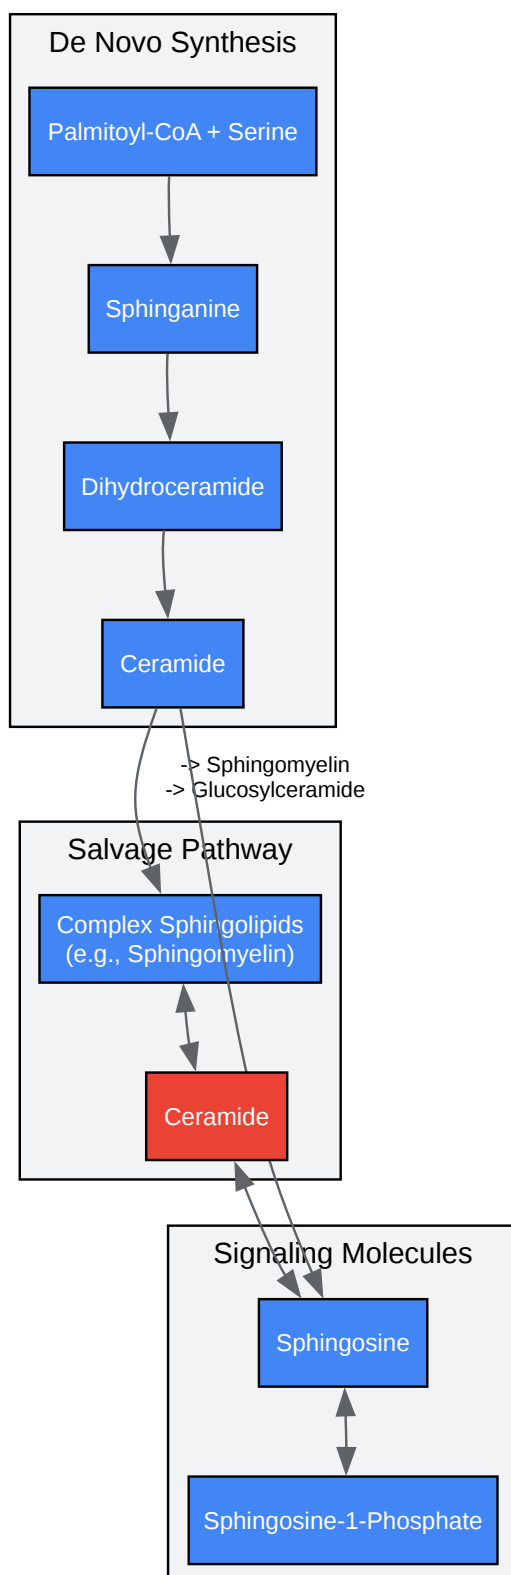 De Novo Synthesis
Palmitoyl-CoA + Serine
Sphinganine
Dihydroceramide
Ceramide
-> Sphingomyelin
-> Glucosylceramide
Salvage Pathway
Complex Sphingolipids
(e.g., Sphingomyelin)
Ceramide
Signaling Molecules
Sphingosine
Sphingosine-1-Phosphate